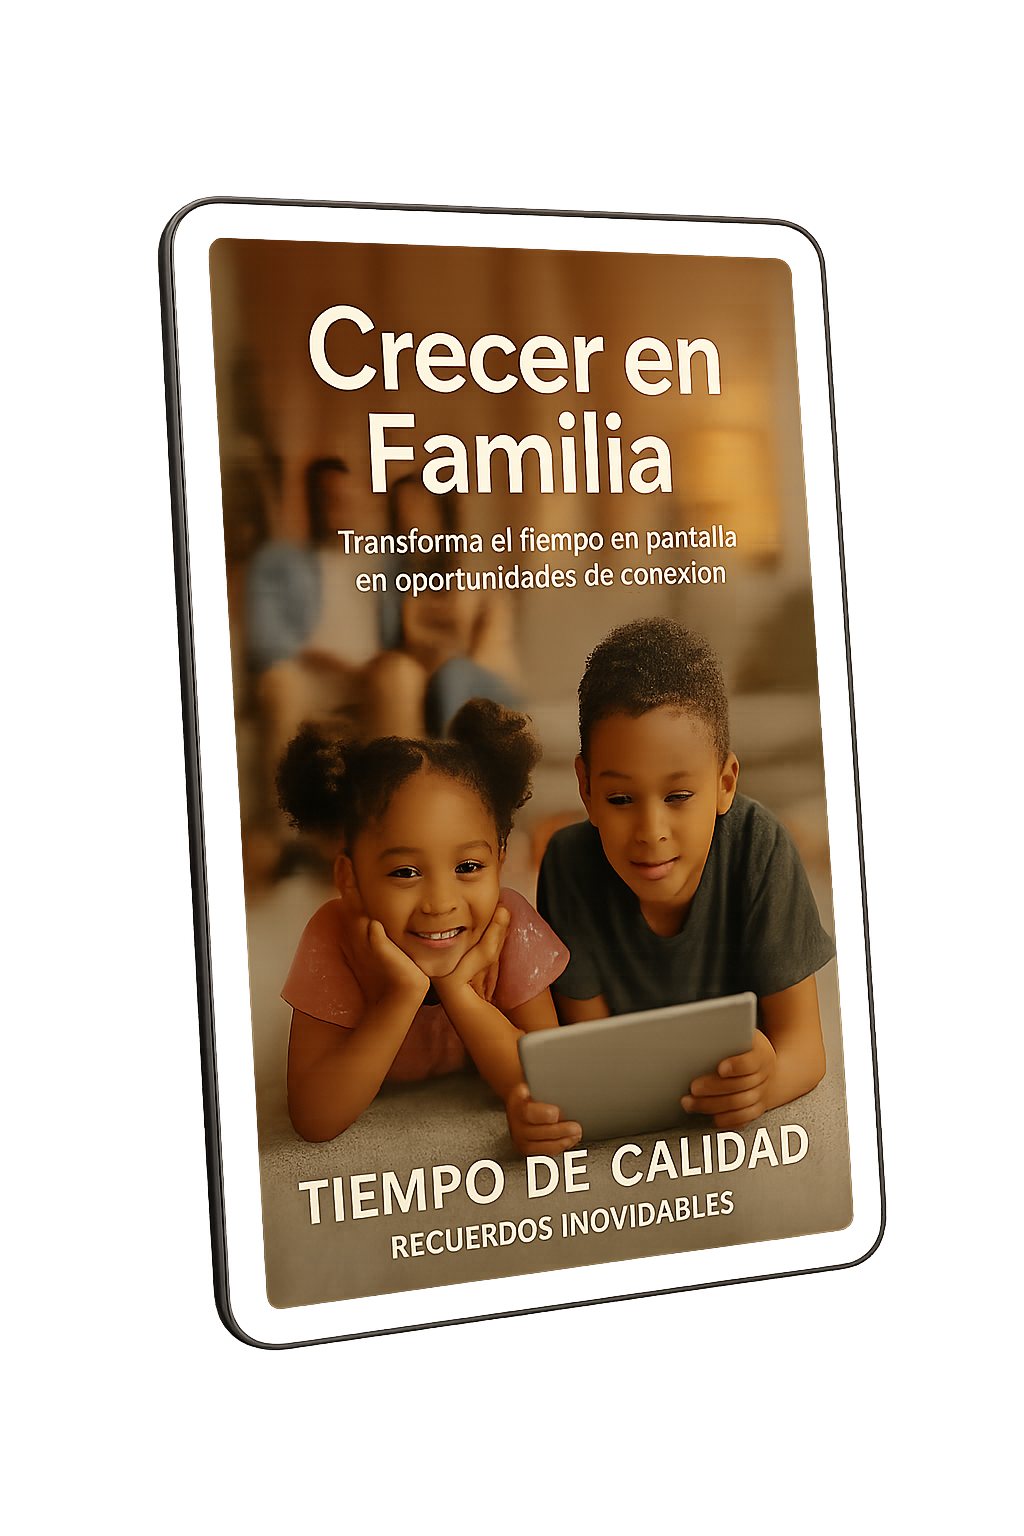 Crecer en
Familia
Transforma el fiempo en pantalla
en oportunidades de conexion
TIEMPO DE CALIDAD
RECUERDOS INOVIDABLES